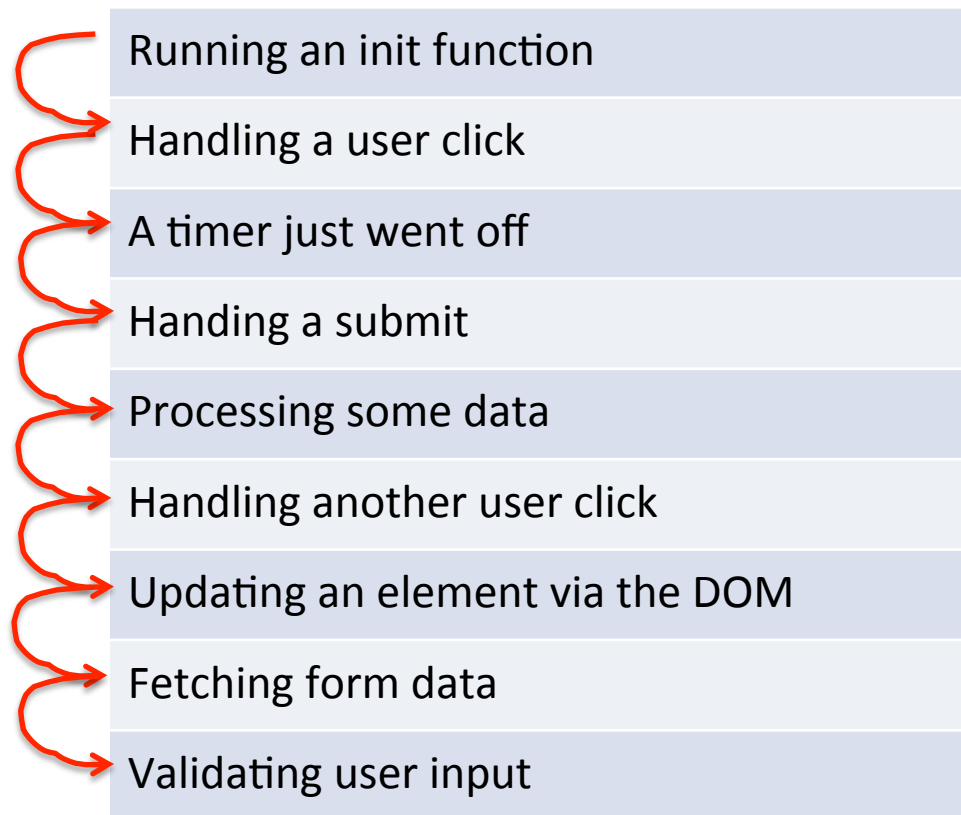 Running an init function
Handling a user click
A timer just went off
Handing a submit
Processing some data
Handling another user click
Updating an element via the DOM
Fetching form data
Validating user input